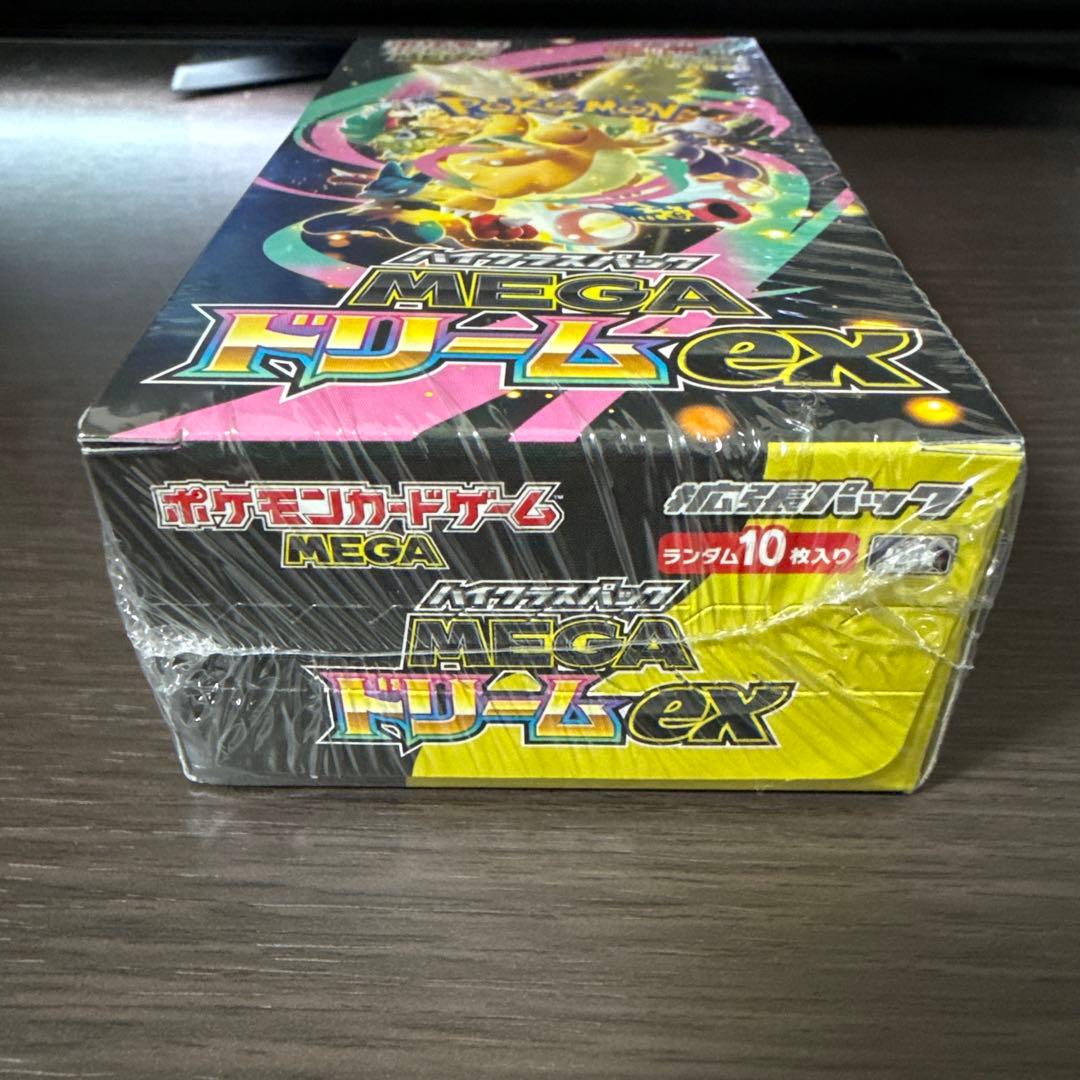 POKÉMON
ハイクラスパック
MEGA
ドリームex
ポケモンカードゲーム
MEGA
拡張パック
ランダム10枚入り
ハイクラスパック
MEGA
ドリームex